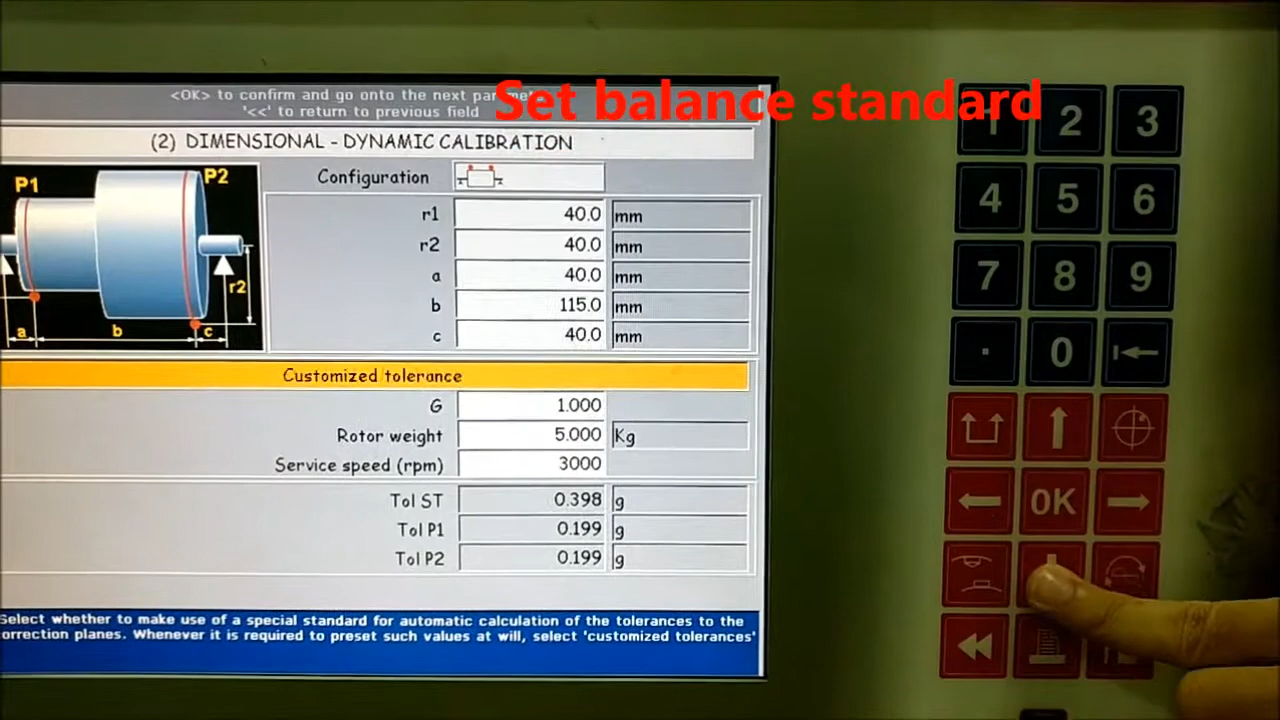 Set balance standard
<OK> to confirm and go onto the next
'<<' to return to previous field
(2) DIMENSIONAL - DYNAMIC CALIBRATION
P1
P2
r2
a
b
c
Configuration
r1 40.0 mm
r2 40.0 mm
a 40.0 mm
b 115.0 mm
c 40.0 mm
Customized tolerance
G 1.000
Rotor weight 5.000 Kg
Service speed (rpm) 3000
Tol ST 0.398 g
Tol P1 0.199 g
Tol P2 0.199 g
Select whether to make use of a special standard for automatic calculation of the tolerances to the
correction planes. Whenever it is required to preset such values at will, select 'customized tolerances'
1 2 3
4 5 6
7 8 9
. 0
OK